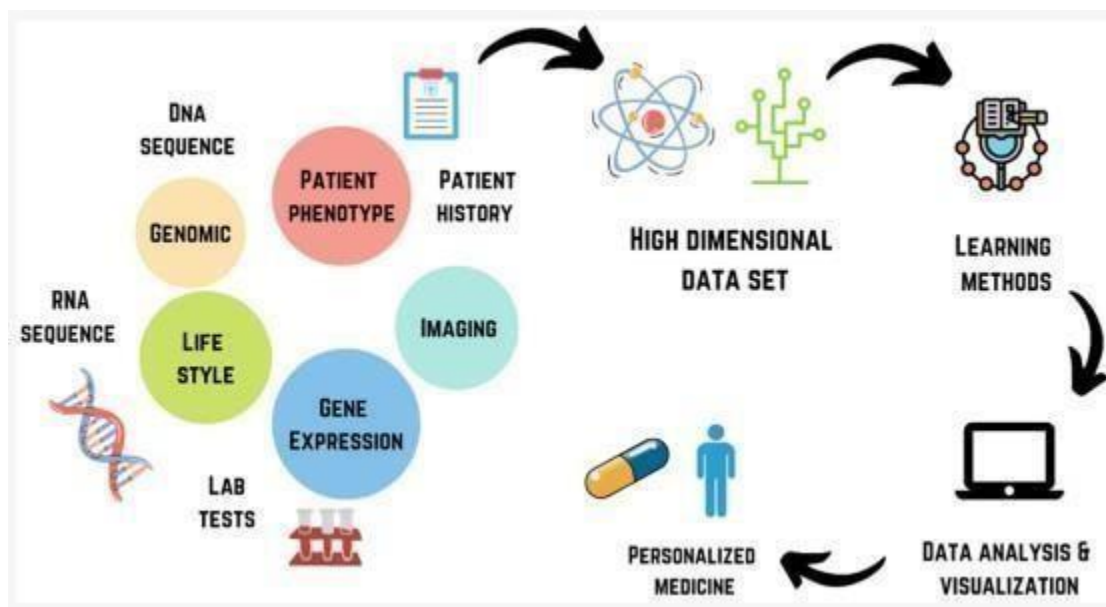 DNA
SEQUENCE
PATIENT
PHENOTYPE
PATIENT
HISTORY
GENOMIC
RNA
SEQUENCE
LIFE
STYLE
IMAGING
GENE
EXPRESSION
LAB
TESTS
HIGH DIMENSIONAL
DATA SET
LEARNING
METHODS
DATA ANALYSIS &
VISUALIZATION
PERSONALIZED
MEDICINE